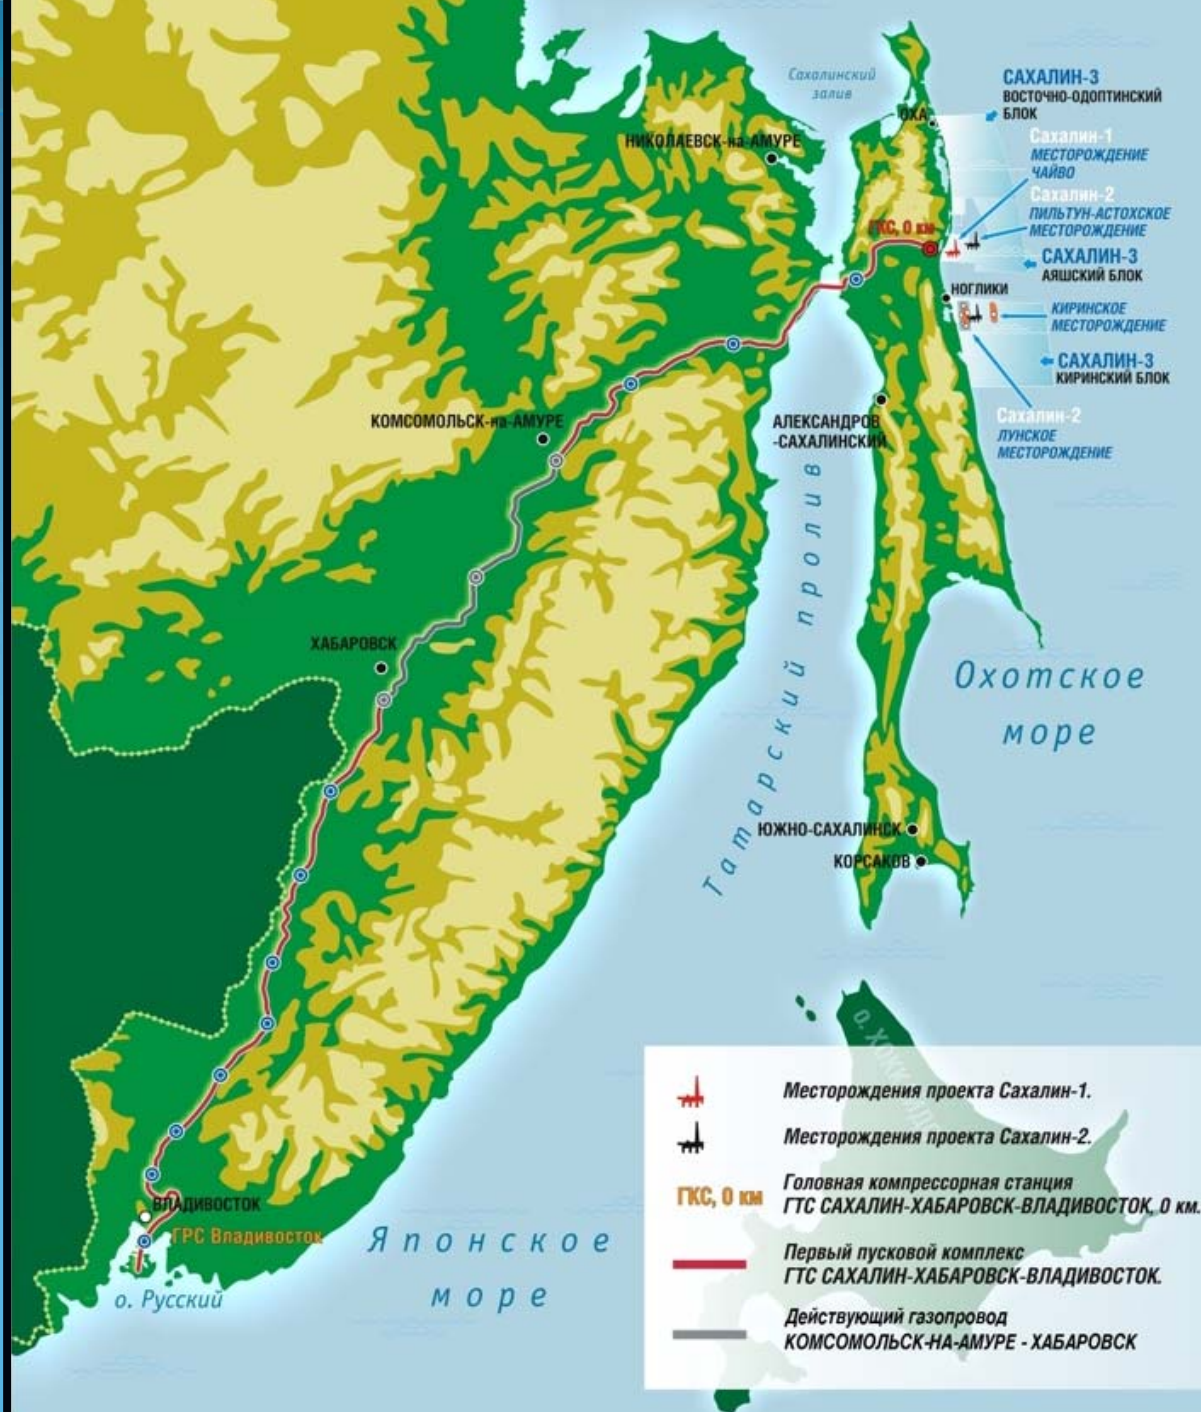 Сахалинский
залив
САХАЛИН-3
ВОСТОЧНО-ОДОПТИНСКИЙ
БЛОК
ОХА
Сахалин-1
МЕСТОРОЖДЕНИЕ
ЧАЙВО
НИКОЛАЕВСК-на-АМУРЕ
Сахалин-2
ПИЛЬТУН-АСТОХСКОЕ
МЕСТОРОЖДЕНИЕ
ГКС, 0 км
САХАЛИН-3
АЯШСКИЙ БЛОК
НОГЛИКИ
КИРИНСКОЕ
МЕСТОРОЖДЕНИЕ
САХАЛИН-3
КИРИНСКИЙ БЛОК
КОМСОМОЛЬСК-на-АМУРЕ
АЛЕКСАНДРОВ
-САХАЛИНСКИЙ
Сахалин-2
ЛУНСКОЕ
МЕСТОРОЖДЕНИЕ
Татарский пролив
ХАБАРОВСК
Охотское
море
ЮЖНО-САХАЛИНСК
КОРСАКОВ
ВЛАДИВОСТОК
ГРС Владивосток
о. Русский
Японское
море
Месторождения проекта Сахалин-1.
Месторождения проекта Сахалин-2.
ГКС, 0 км
Головная компрессорная станция
ГТС САХАЛИН-ХАБАРОВСК-ВЛАДИВОСТОК, 0 км.
Первый пусковой комплекс
ГТС САХАЛИН-ХАБАРОВСК-ВЛАДИВОСТОК.
Действующий газопровод
КОМСОМОЛЬСК-НА-АМУРЕ - ХАБАРОВСК